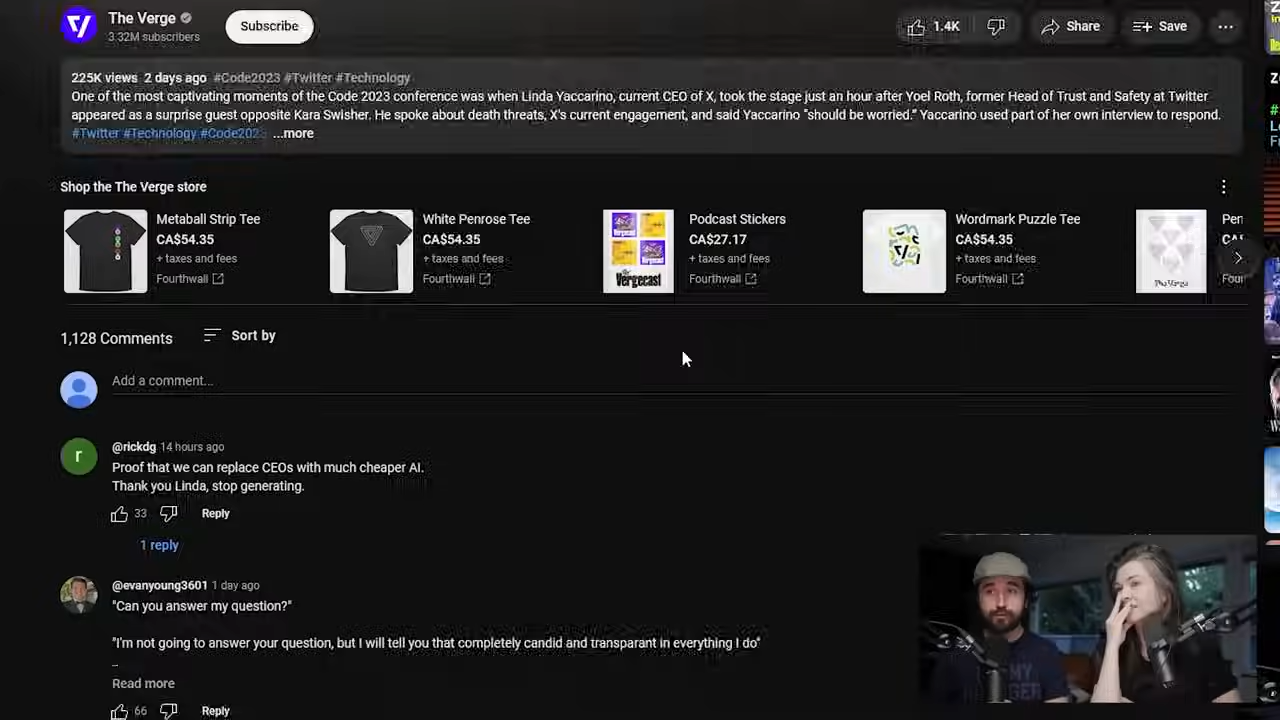 The Verge
3.32M subscribers
Subscribe
1.4K
Share
Save
225K views 2 days ago #Code2023 #Twitter #Technology
One of the most captivating moments of the Code 2023 conference was when Linda Yaccarino, current CEO of X, took the stage just an hour after Yoel Roth, former Head of Trust and Safety at Twitter
appeared as a surprise guest opposite Kara Swisher. He spoke about death threats, X's current engagement, and said Yaccarino "should be worried." Yaccarino used part of her own interview to respond.
#Twitter #Technology #Code202 ...more
Shop the The Verge store
Metaball Strip Tee
CA$54.35
+ taxes and fees
Fourthwall
White Penrose Tee
CA$54.35
+ taxes and fees
Fourthwall
Vergecast
Podcast Stickers
CA$27.17
+ taxes and fees
Fourthwall
Wordmark Puzzle Tee
CA$54.35
+ taxes and fees
Fourthwall
The Verge
Pen
1,128 Comments
Sort by
Add a comment...
r
@rickdg 14 hours ago
Proof that we can replace CEOs with much cheaper AI.
Thank you Linda, stop generating.
33
Reply
1 reply
@evanyoung3601 1 day ago
"Can you answer my question?"
"I'm not going to answer your question, but I will tell you that completely candid and transparant in everything I do"
Read more
66
Reply